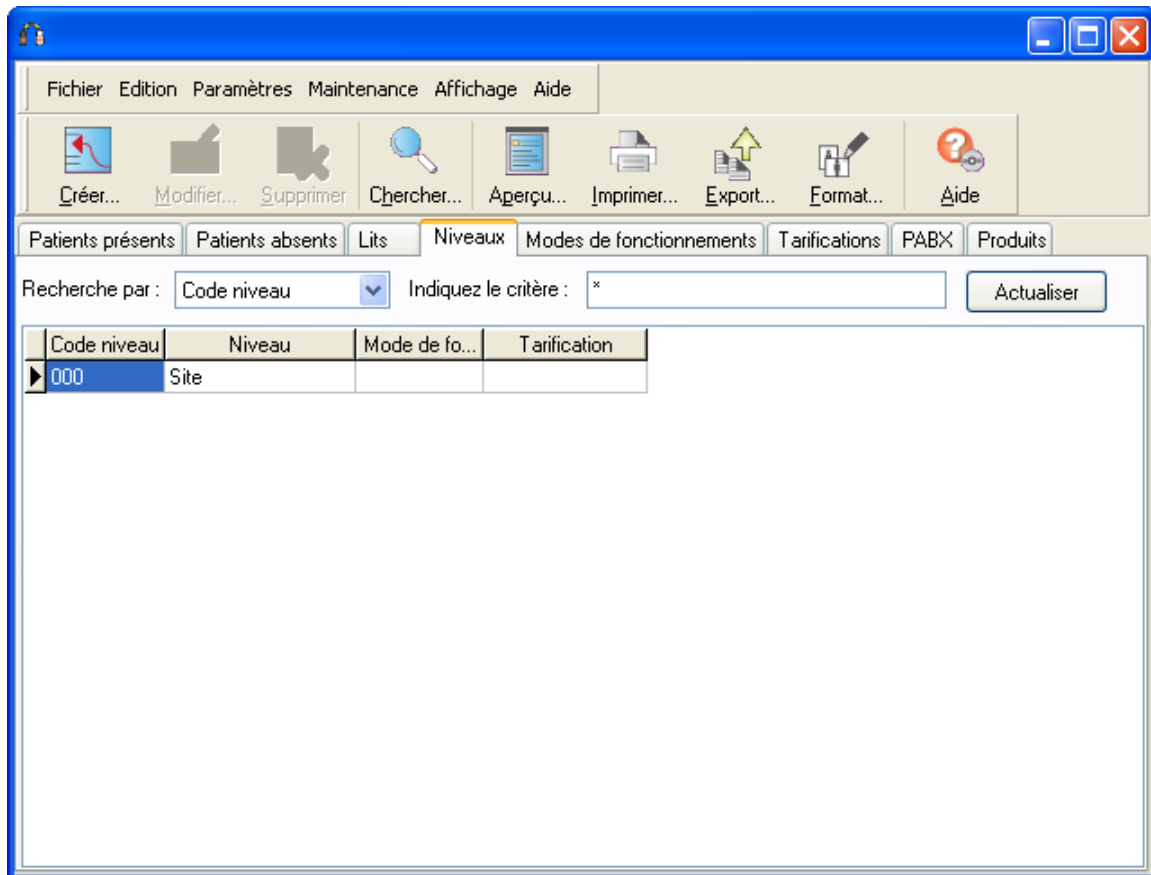 Fichier Edition Paramètres Maintenance Affichage Aide
Créer... Modifier... Supprimer Chercher... Aperçu... Imprimer... Export... Format... Aide
Patients présents Patients absents Lits Niveaux Modes de fonctionnements Tarifications PABX Produits
Recherche par : Code niveau Indiquez le critère : * Actualiser
Code niveau Niveau Mode de fo... Tarification
000 Site